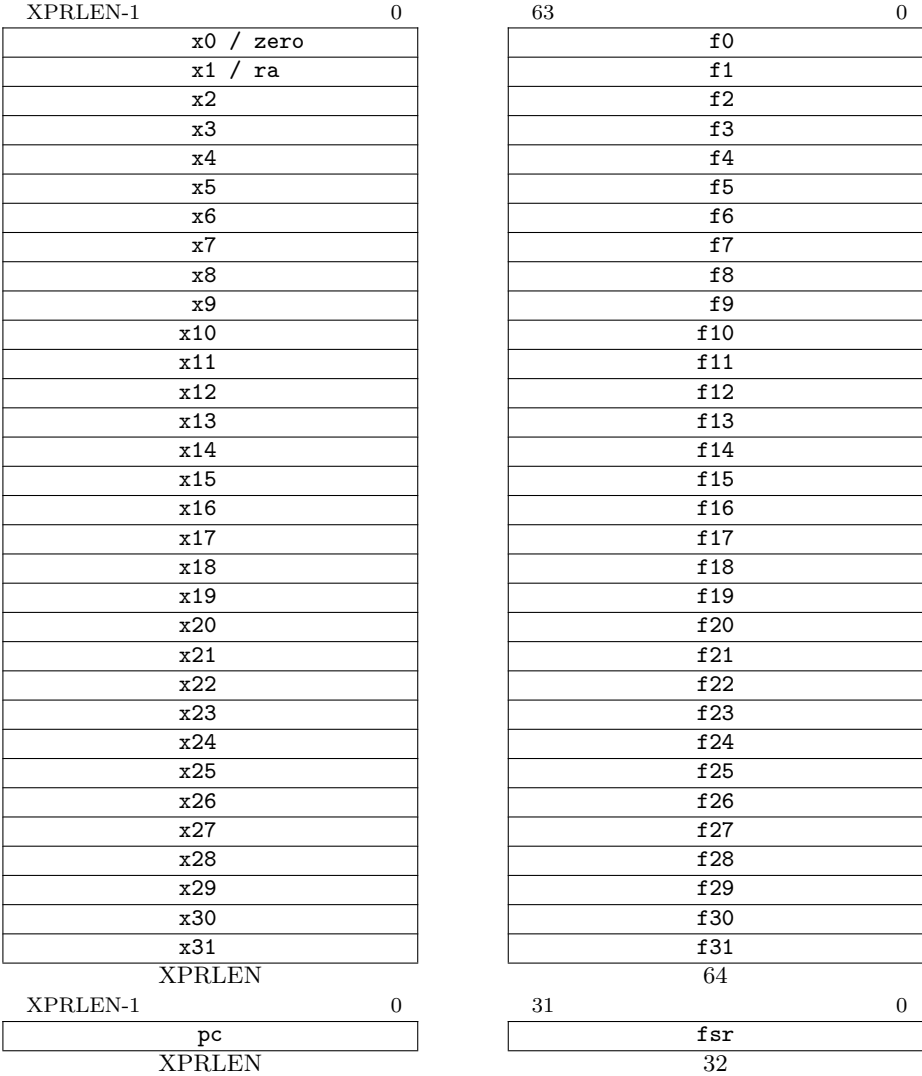 XPRLEN-1 0 63 0
x0 / zero f0
x1 / ra f1
x2 f2
x3 f3
x4 f4
x5 f5
x6 f6
x7 f7
x8 f8
x9 f9
x10 f10
x11 f11
x12 f12
x13 f13
x14 f14
x15 f15
x16 f16
x17 f17
x18 f18
x19 f19
x20 f20
x21 f21
x22 f22
x23 f23
x24 f24
x25 f25
x26 f26
x27 f27
x28 f28
x29 f29
x30 f30
x31 f31
XPRLEN 64
XPRLEN-1 0 31 0
pc fsr
XPRLEN 32